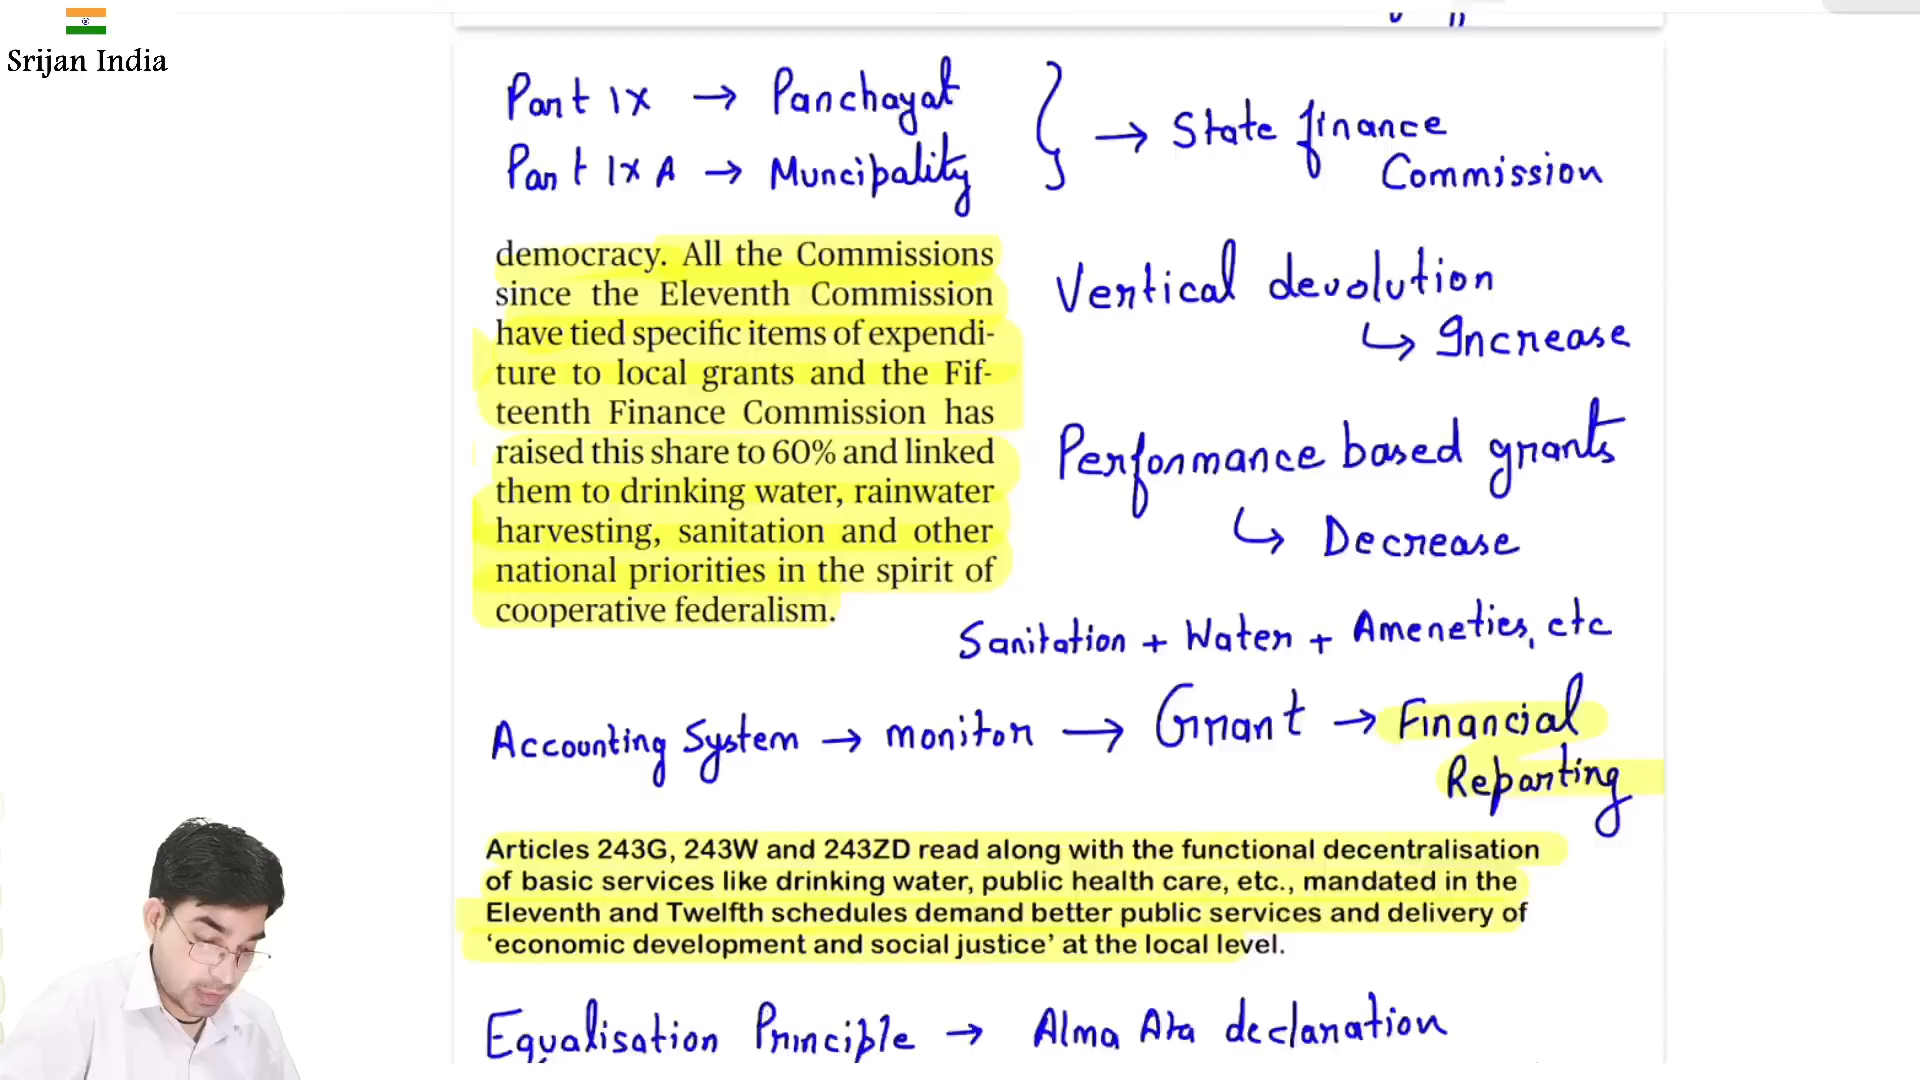 Srijan India
Part IX → Panchayat
Part IX A → Muncipality
} → State finance
Commission
democracy. All the Commissions
since the Eleventh Commission
have tied specific items of expendi-
ture to local grants and the Fif-
teenth Finance Commission has
raised this share to 60% and linked
them to drinking water, rainwater
harvesting, sanitation and other
national priorities in the spirit of
cooperative federalism.
Vertical devolution
↳ Increase
Performance based grants
↳ Decrease
Sanitation + Water + Ameneties, etc
Accounting System → monitor → Grant → Financial
Reporting
Articles 243G, 243W and 243ZD read along with the functional decentralisation
of basic services like drinking water, public health care, etc., mandated in the
Eleventh and Twelfth schedules demand better public services and delivery of
‘economic development and social justice’ at the local level.
Equalisation Principle → Alma Ata declaration